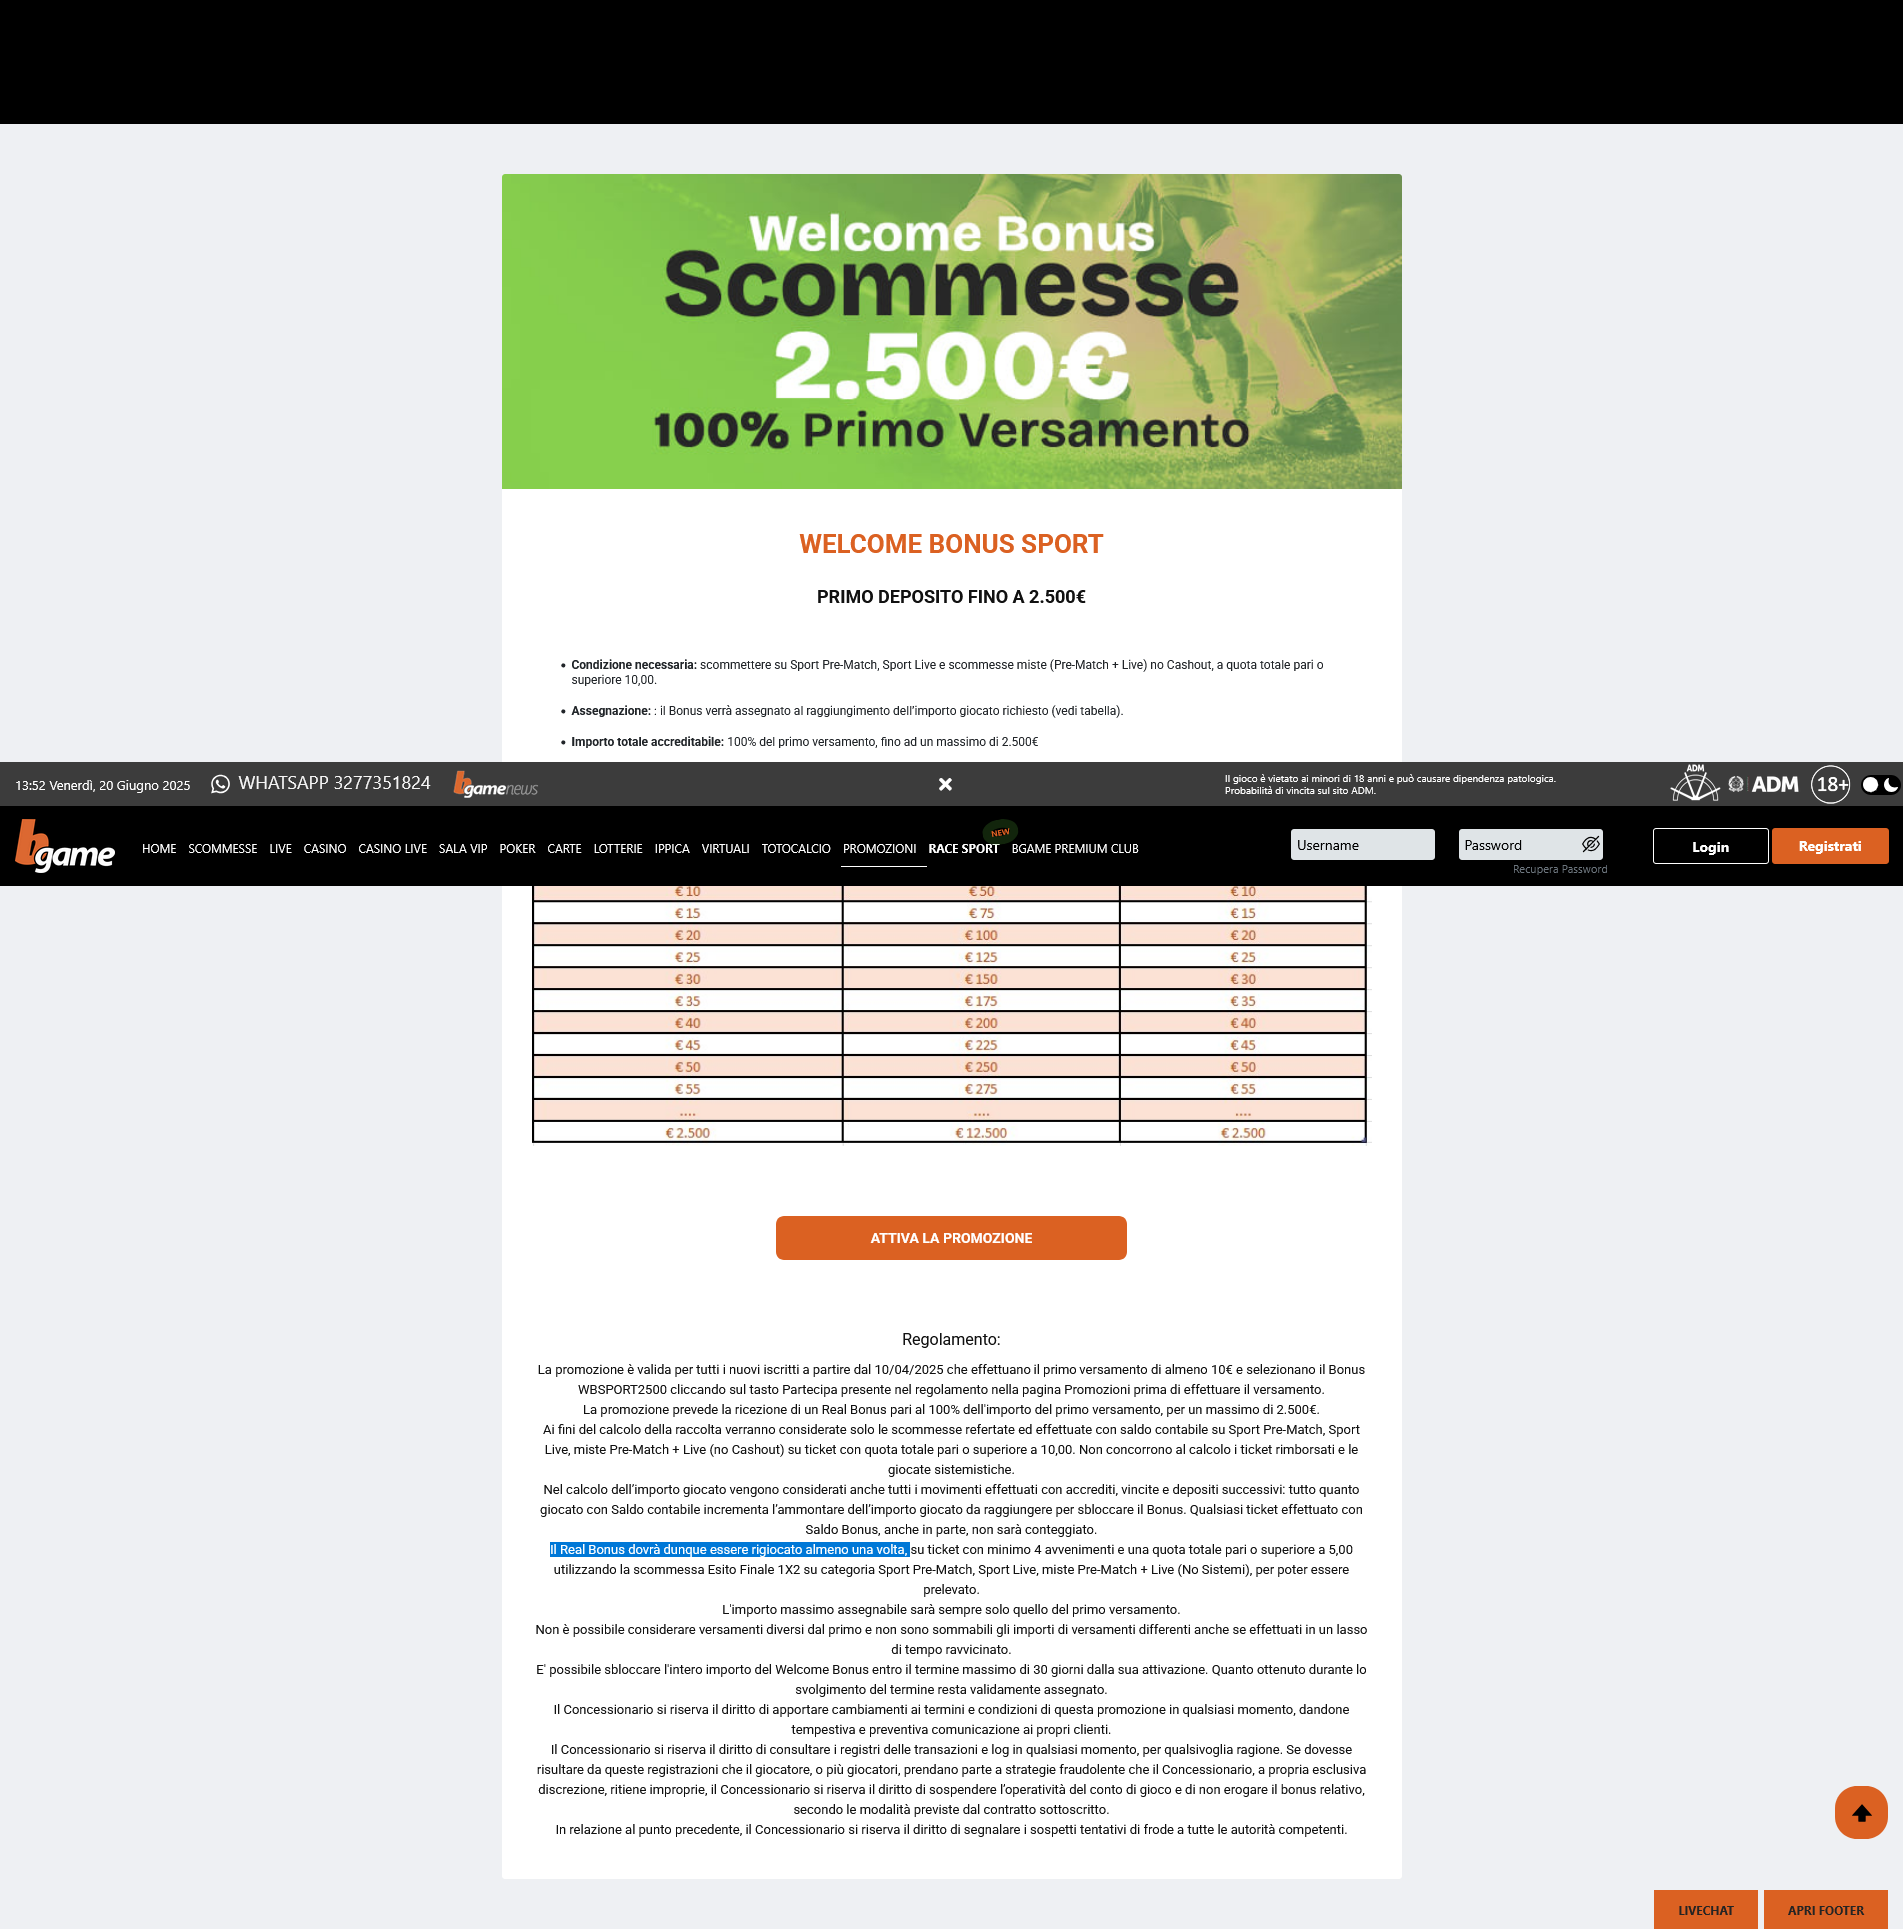 Welcome Bonus
Scommesse
2.500€
100% Primo Versamento
WELCOME BONUS SPORT
PRIMO DEPOSITO FINO A 2.500€
• Condizione necessaria: scommettere su Sport Pre-Match, Sport Live e scommesse miste (Pre-Match + Live) no Cashout, a quota totale pari o
superiore 10,00.
• Assegnazione: : il Bonus verrà assegnato al raggiungimento dell'importo giocato richiesto (vedi tabella).
• Importo totale accreditabile: 100% del primo versamento, fino ad un massimo di 2.500€
13:52 Venerdì, 20 Giugno 2025 WHATSAPP 3277351824 bgamenews
Il gioco è vietato ai minori di 18 anni e può causare dipendenza patologica.
Probabilità di vincita sul sito ADM.
ADM ADM 18+
bgame HOME SCOMMESSE LIVE CASINO CASINO LIVE SALA VIP POKER CARTE LOTTERIE IPPICA VIRTUALI TOTOCALCIO PROMOZIONI RACE SPORT NEW BGAME PREMIUM CLUB
Username Password Login Registrati
Recupera Password
€ 10 € 50 € 10
€ 15 € 75 € 15
€ 20 € 100 € 20
€ 25 € 125 € 25
€ 30 € 150 € 30
€ 35 € 175 € 35
€ 40 € 200 € 40
€ 45 € 225 € 45
€ 50 € 250 € 50
€ 55 € 275 € 55
.... .... ....
€ 2.500 € 12.500 € 2.500
ATTIVA LA PROMOZIONE
Regolamento:
La promozione è valida per tutti i nuovi iscritti a partire dal 10/04/2025 che effettuano il primo versamento di almeno 10€ e selezionano il Bonus
WBSPORT2500 cliccando sul tasto Partecipa presente nel regolamento nella pagina Promozioni prima di effettuare il versamento.
La promozione prevede la ricezione di un Real Bonus pari al 100% dell'importo del primo versamento, per un massimo di 2.500€.
Ai fini del calcolo della raccolta verranno considerate solo le scommesse refertate ed effettuate con saldo contabile su Sport Pre-Match, Sport
Live, miste Pre-Match + Live (no Cashout) su ticket con quota totale pari o superiore a 10,00. Non concorrono al calcolo i ticket rimborsati e le
giocate sistemistiche.
Nel calcolo dell'importo giocato vengono considerati anche tutti i movimenti effettuati con accrediti, vincite e depositi successivi: tutto quanto
giocato con Saldo contabile incrementa l'ammontare dell'importo giocato da raggiungere per sbloccare il Bonus. Qualsiasi ticket effettuato con
Saldo Bonus, anche in parte, non sarà conteggiato.
Il Real Bonus dovrà dunque essere rigiocato almeno una volta, su ticket con minimo 4 avvenimenti e una quota totale pari o superiore a 5,00
utilizzando la scommessa Esito Finale 1X2 su categoria Sport Pre-Match, Sport Live, miste Pre-Match + Live (No Sistemi), per poter essere
prelevato.
L'importo massimo assegnabile sarà sempre solo quello del primo versamento.
Non è possibile considerare versamenti diversi dal primo e non sono sommabili gli importi di versamenti differenti anche se effettuati in un lasso
di tempo ravvicinato.
E' possibile sbloccare l'intero importo del Welcome Bonus entro il termine massimo di 30 giorni dalla sua attivazione. Quanto ottenuto durante lo
svolgimento del termine resta validamente assegnato.
Il Concessionario si riserva il diritto di apportare cambiamenti ai termini e condizioni di questa promozione in qualsiasi momento, dandone
tempestiva e preventiva comunicazione ai propri clienti.
Il Concessionario si riserva il diritto di consultare i registri delle transazioni e log in qualsiasi momento, per qualsivoglia ragione. Se dovesse
risultare da queste registrazioni che il giocatore, o più giocatori, prendano parte a strategie fraudolente che il Concessionario, a propria esclusiva
discrezione, ritiene improprie, il Concessionario si riserva il diritto di sospendere l'operatività del conto di gioco e di non erogare il bonus relativo,
secondo le modalità previste dal contratto sottoscritto.
In relazione al punto precedente, il Concessionario si riserva il diritto di segnalare i sospetti tentativi di frode a tutte le autorità competenti.
LIVECHAT APRI FOOTER